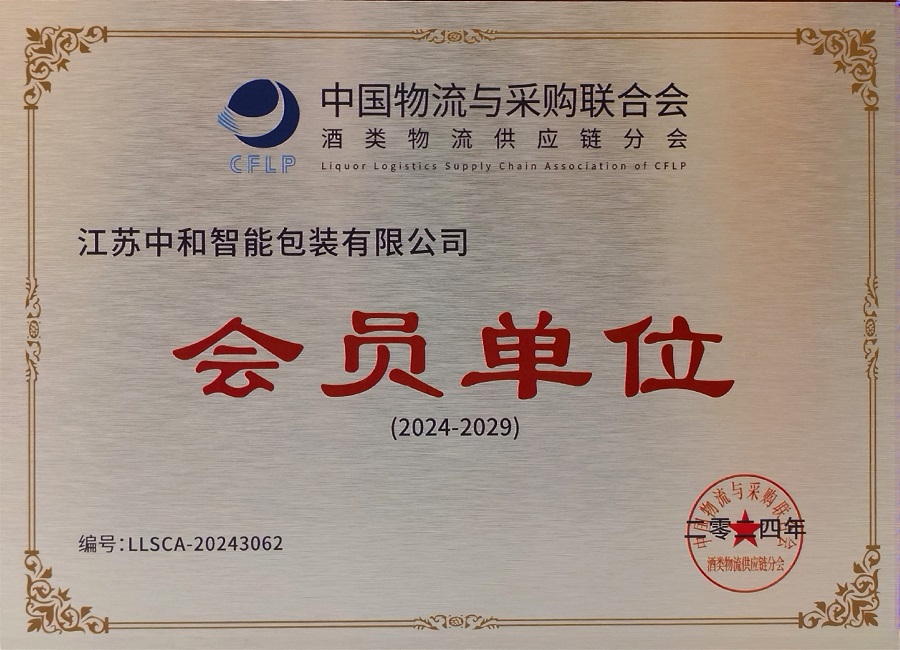 中国物流与采购联合会
酒类物流供应链分会
CFLP
Liquor Logistics Supply Chain Association of CFLP
江苏中和智能包装有限公司
会员单位
(2024-2029)
编号:LLSCA-20243062
中国物流与采购联合会
二零二四年
酒类物流供应链分会